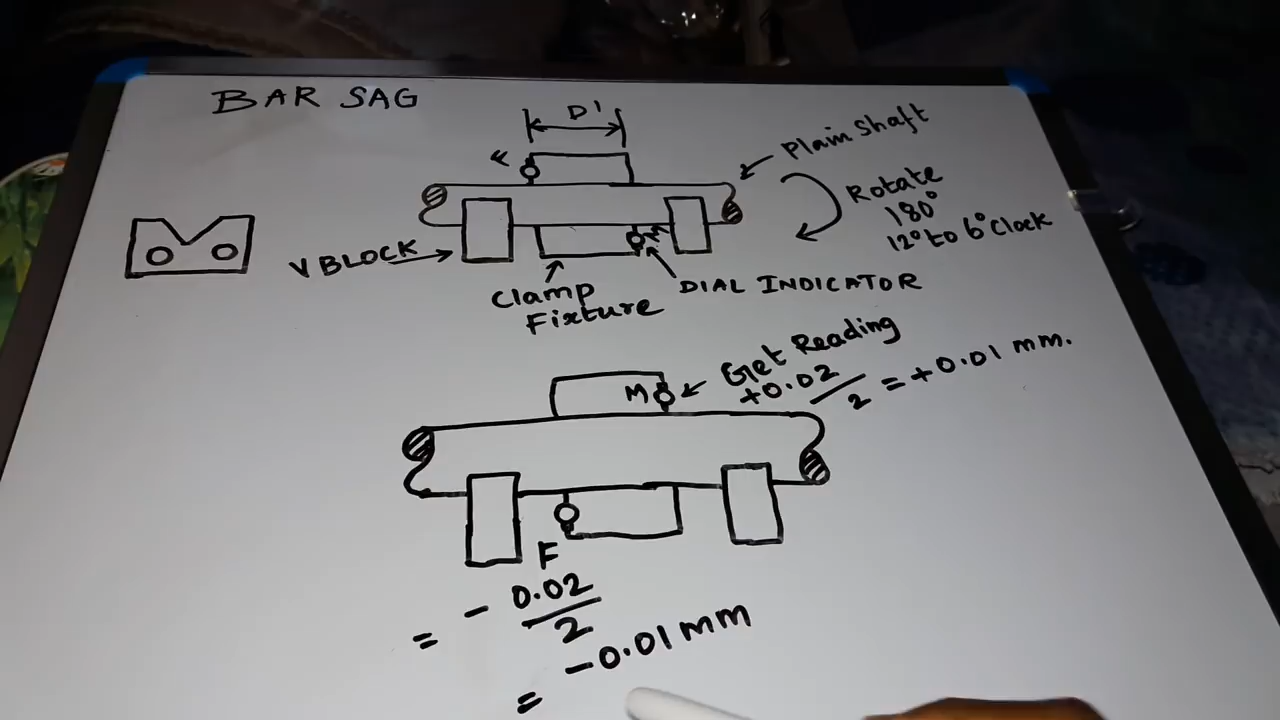 BAR SAG
D'
F
Plain Shaft
Rotate
180°
12° to 6° Clock
V BLOCK
Clamp
Fixture
DIAL INDICATOR
Get Reading
+0.02
/2 = +0.01 mm.
M
F
= - 0.02/2
= -0.01 mm